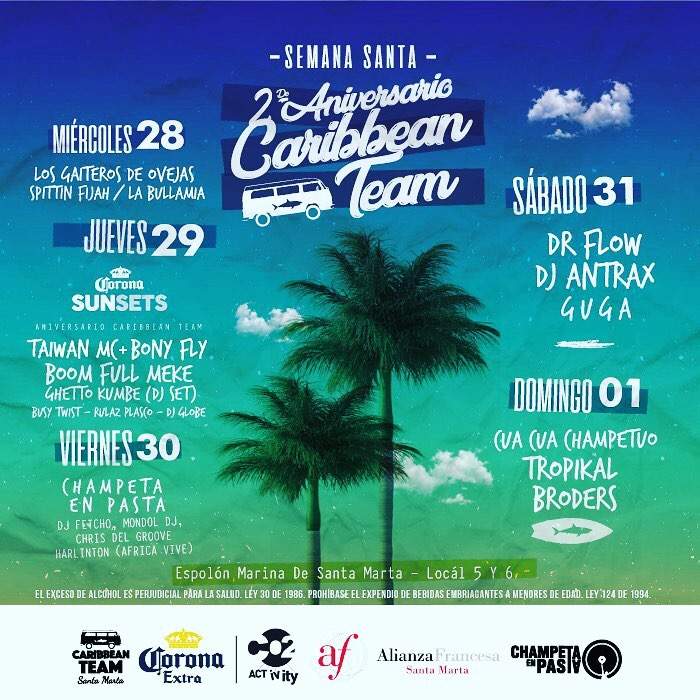 - SEMANA SANTA -
2 Do Aniversario
Caribbean
Team
MIÉRCOLES 28
LOS GAITEROS DE OVEJAS
SPITTIN FIJAH / LA BULLAMIA
JUEVES 29
Corona
SUNSETS
ANIVERSARIO CARIBBEAN TEAM
TAIWAN MC + BONY FLY
BOOM FULL MEKE
GHETTO KUMBE (DJ SET)
BUSY TWIST - RULAZ PLASCO - DJ GLOBE
VIERNES 30
CHAMPETA
EN PASTA
DJ FETCHO, MONDOL DJ,
CHRIS DEL GROOVE
HARLINTON (AFRICA VIVE)
SÁBADO 31
DR FLOW
DJ ANTRAX
GUGA
DOMINGO 01
CUA CUA CHAMPETUO
TROPIKAL
BRODERS
Espolón Marina De Santa Marta - Locál 5 Y 6 -
EL EXCESO DE ALCOHOL ES PERJUDICIAL PARA LA SALUD. LEY 30 DE 1986. PROHÍBASE EL EXPENDIO DE BEBIDAS EMBRIAGANTES A MENORES DE EDAD. LEY 124 DE 1994.
CARIBBEAN
TEAM
Santa Marta
Corona
Extra
ACTIVITY
af
AlianzaFrancesa
Santa Marta
CHAMPETA
EN PASTA